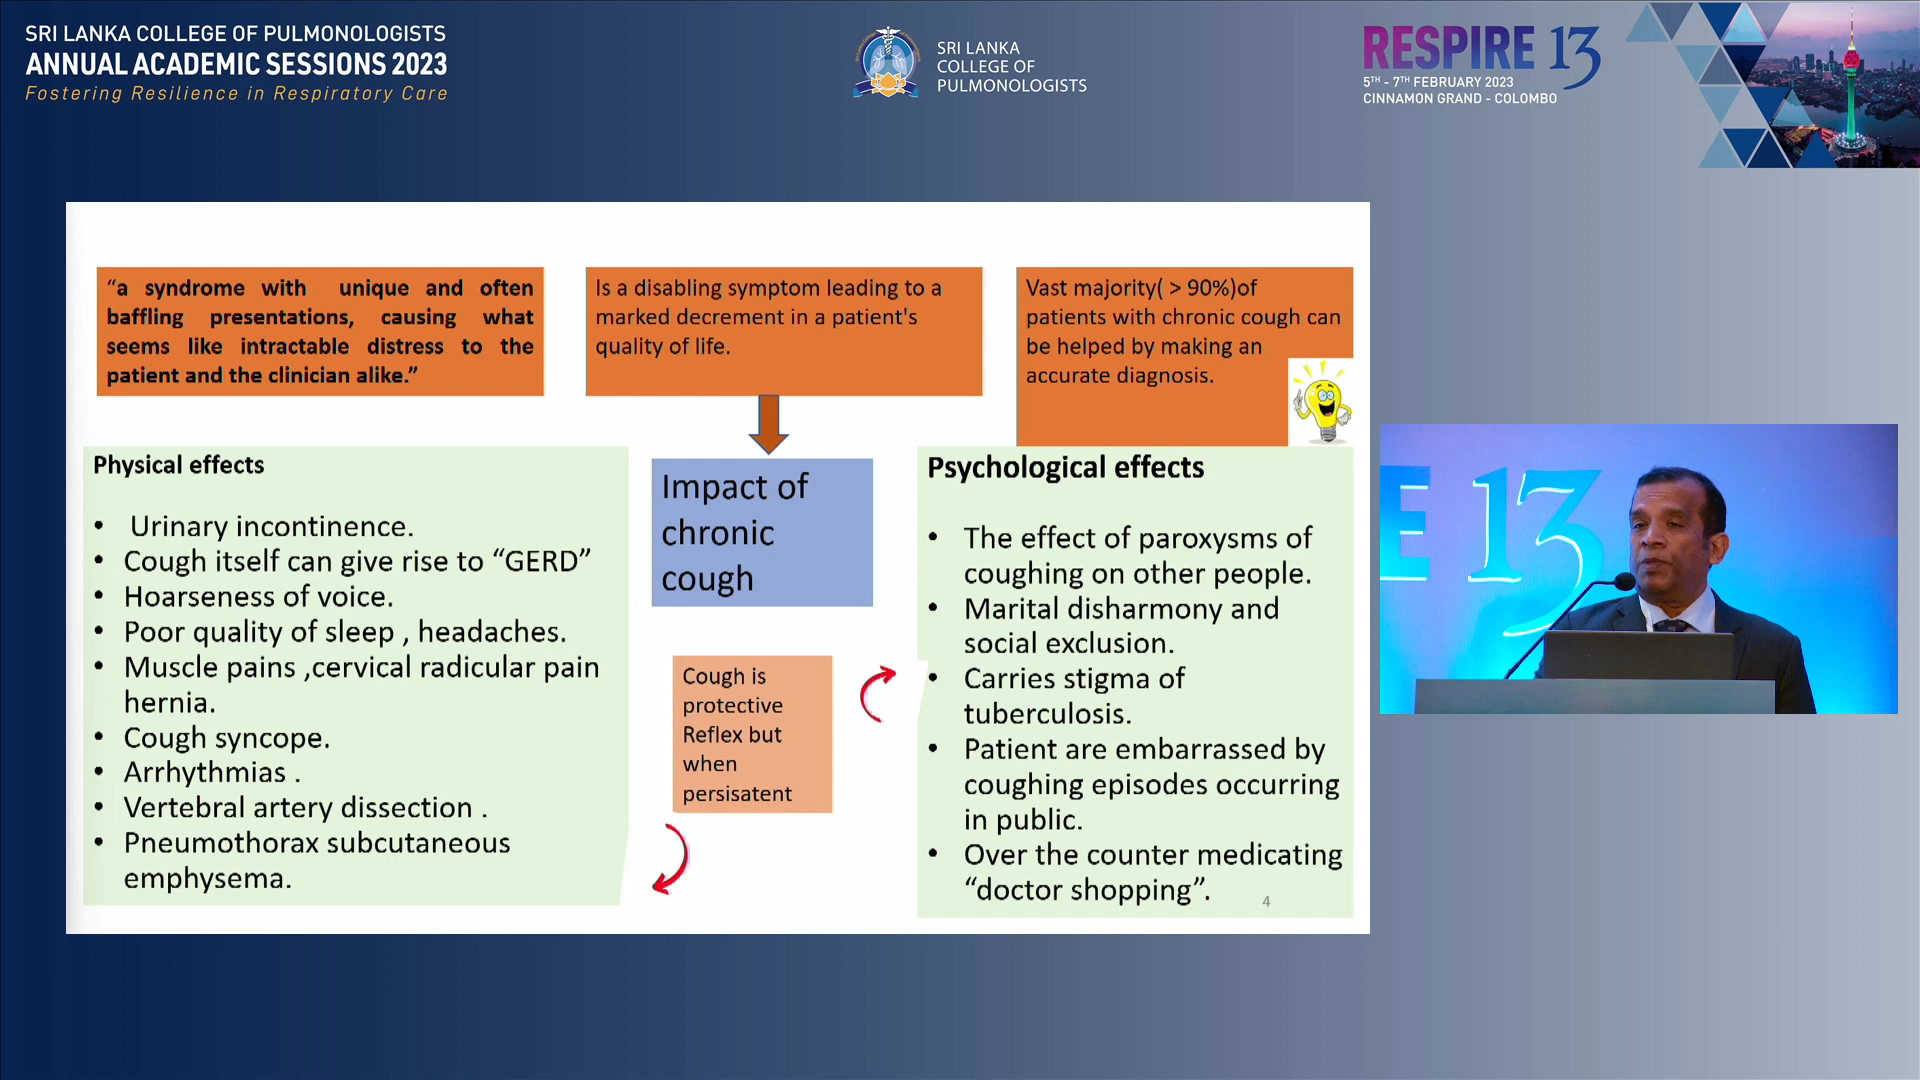 SRI LANKA COLLEGE OF PULMONOLOGISTS
ANNUAL ACADEMIC SESSIONS 2023
Fostering Resilience in Respiratory Care
SRI LANKA
COLLEGE OF
PULMONOLOGISTS
RESPIRE 13
5TH - 7TH FEBRUARY 2023
CINNAMON GRAND - COLOMBO
“a syndrome with unique and often
baffling presentations, causing what
seems like intractable distress to the
patient and the clinician alike.”
Is a disabling symptom leading to a
marked decrement in a patient's
quality of life.
Vast majority( > 90%)of
patients with chronic cough can
be helped by making an
accurate diagnosis.
Physical effects
• Urinary incontinence.
• Cough itself can give rise to “GERD”
• Hoarseness of voice.
• Poor quality of sleep , headaches.
• Muscle pains ,cervical radicular pain
hernia.
• Cough syncope.
• Arrhythmias .
• Vertebral artery dissection .
• Pneumothorax subcutaneous
emphysema.
Impact of
chronic
cough
Cough is
protective
Reflex but
when
persisatent
Psychological effects
• The effect of paroxysms of
coughing on other people.
• Marital disharmony and
social exclusion.
• Carries stigma of
tuberculosis.
• Patient are embarrassed by
coughing episodes occurring
in public.
• Over the counter medicating
“doctor shopping”.
4
E 13